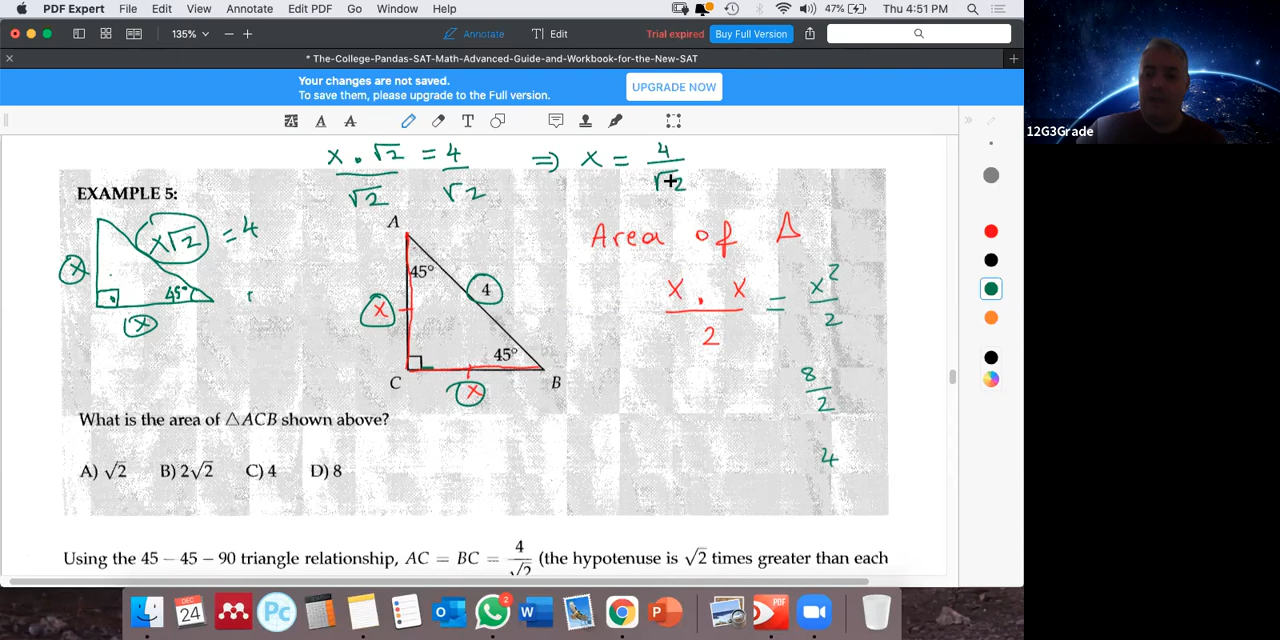 PDF Expert File Edit View Annotate Edit PDF Go Window Help 47% Thu 4:51 PM
135% Annotate Edit Trial expired Buy Full Version
* The-College-Pandas-SAT-Math-Advanced-Guide-and-Workbook-for-the-New-SAT
Your changes are not saved.
To save them, please upgrade to the Full version.
UPGRADE NOW
12G3Grade
x · √2 / √2 = 4 / √2 ⇒ x = 4 / √2
EXAMPLE 5:
x√2 = 4
x
45°
x
A
45°
4
x
45°
C
x
B
Area of Δ
x · x / 2 = x² / 2
8 / 2
4
What is the area of △ACB shown above?
A) √2 B) 2√2 C) 4 D) 8
Using the 45 − 45 − 90 triangle relationship, AC = BC = 4/√2 (the hypotenuse is √2 times greater than each
DEC
24
Pc
2
W
P